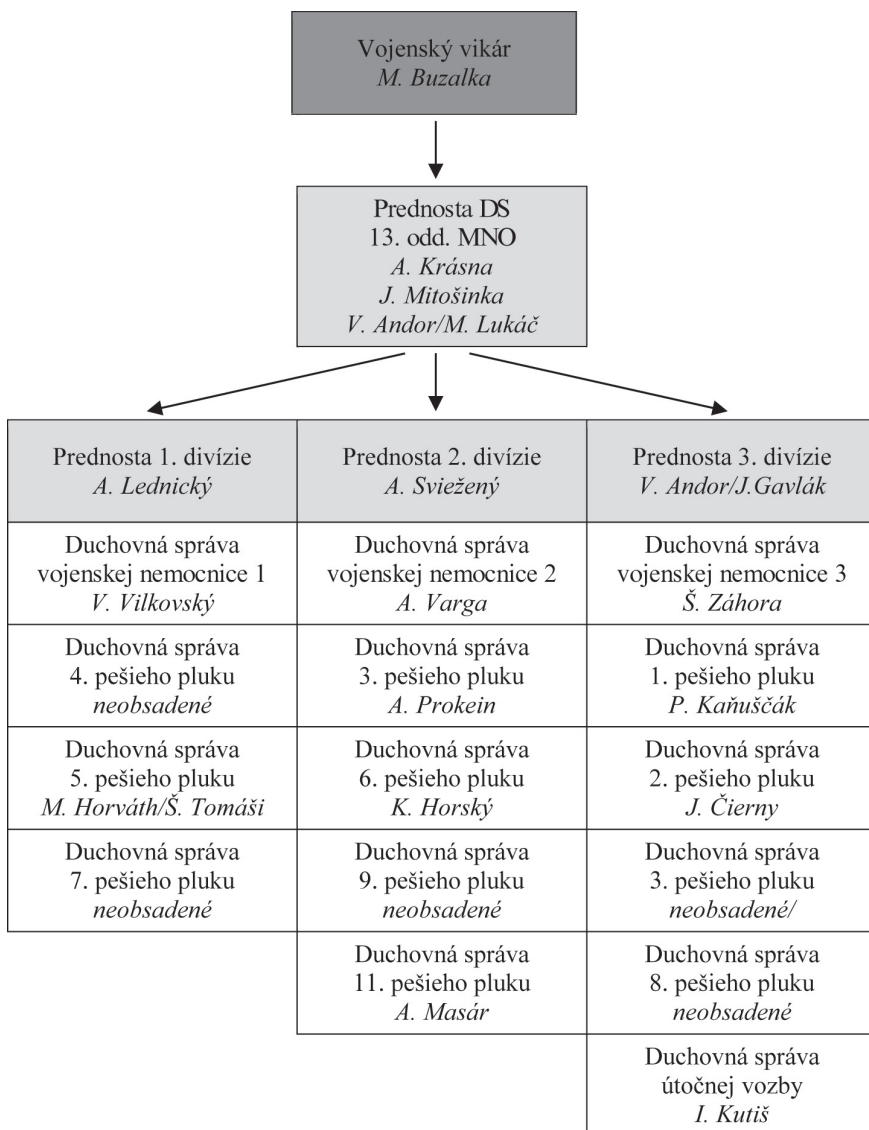 Vojenský vikár
M. Buzalka
Prednosta DS
13. odd. MNO
A. Krásna
J. Mitošinka
V. Andor/M. Lukáč
Prednosta 1. divízie
A. Lednický
Duchovná správa
vojenskej nemocnice 1
V. Vilkovský
Duchovná správa
4. pešieho pluku
neobsadené
Duchovná správa
5. pešieho pluku
M. Horváth/Š. Tomáši
Duchovná správa
7. pešieho pluku
neobsadené
Prednosta 2. divízie
A. Sviežený
Duchovná správa
vojenskej nemocnice 2
A. Varga
Duchovná správa
3. pešieho pluku
A. Prokein
Duchovná správa
6. pešieho pluku
K. Horský
Duchovná správa
9. pešieho pluku
neobsadené
Duchovná správa
11. pešieho pluku
A. Masár
Prednosta 3. divízie
V. Andor/J.Gavlák
Duchovná správa
vojenskej nemocnice 3
Š. Záhora
Duchovná správa
1. pešieho pluku
P. Kaňuščák
Duchovná správa
2. pešieho pluku
J. Čierny
Duchovná správa
3. pešieho pluku
neobsadené/
Duchovná správa
8. pešieho pluku
neobsadené
Duchovná správa
útočnej vozby
I. Kutiš